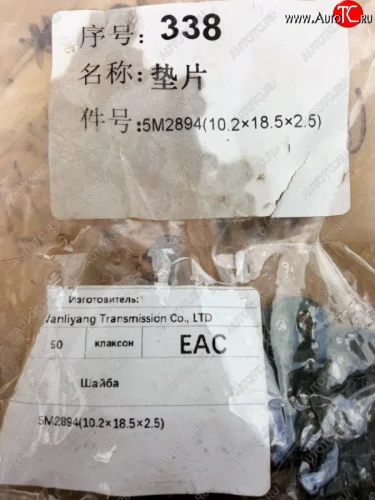 www.AutoTC.ru
序号: 338
名称: 垫片
件号:5M2894(10.2×18.5×2.5)
Изготовитель:
Wanliyang Transmission Co., LTD
50 клаксон EAC
Шайба
5M2894(10.2×18.5×2.5)